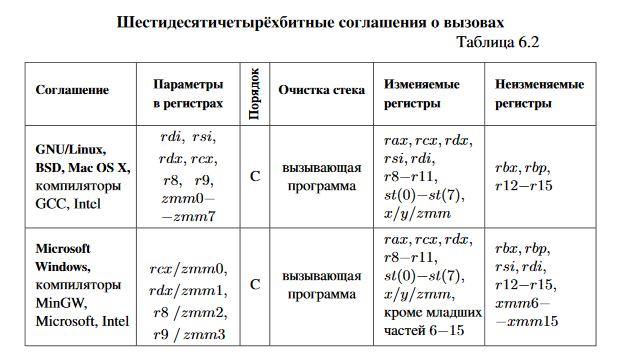 Шестидесятичетырёхбитные соглашения о вызовах
Таблица 6.2
Соглашение
Параметры
в регистрах
Порядок
Очистка стека
Изменяемые
регистры
Неизменяемые
регистры
GNU/Linux,
BSD, Mac OS X,
компиляторы
GCC, Intel
rdi, rsi,
rdx, rcx,
r8, r9,
zmm0−
−zmm7
С
вызывающая
программа
rax, rcx, rdx,
rsi, rdi,
r8−r11,
st(0)−st(7),
x/y/zmm
rbx, rbp,
r12−r15
Microsoft
Windows,
компиляторы
MinGW,
Microsoft, Intel
rcx/zmm0,
rdx/zmm1,
r8 /zmm2,
r9 / zmm3
С
вызывающая
программа
rax, rcx, rdx,
r8−r11,
st(0)−st(7),
x/y/zmm,
кроме младших
частей 6−15
rbx, rbp,
rsi, rdi,
r12−r15,
xmm6−
−xmm15